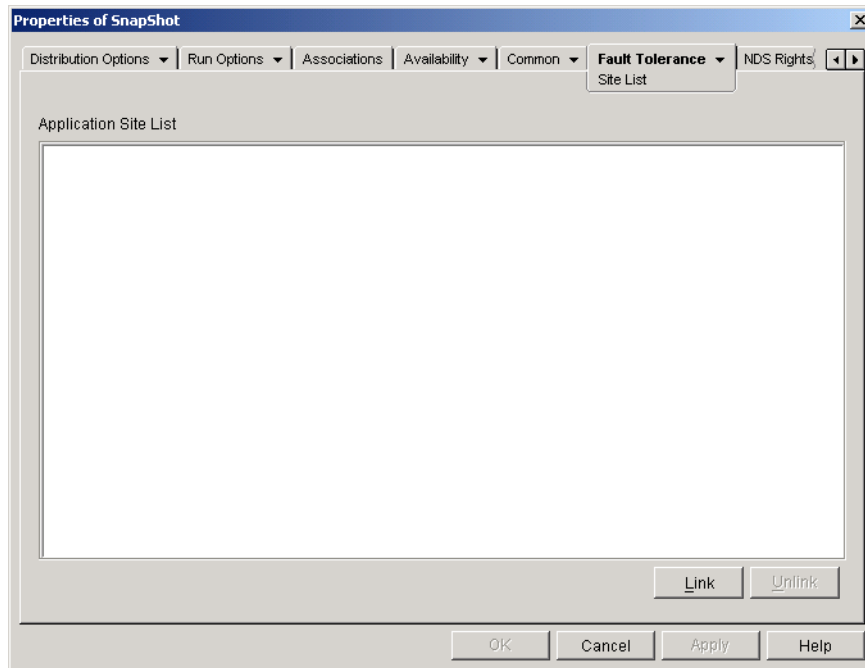 Properties of SnapShot
Distribution Options Run Options Associations Availability Common Fault Tolerance NDS Rights
Site List
Application Site List
Link Unlink
OK Cancel Apply Help